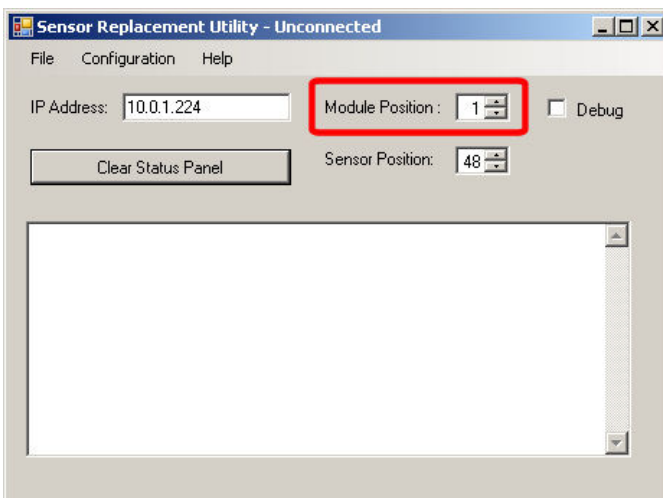 Sensor Replacement Utility - Unconnected
File Configuration Help
IP Address: 10.0.1.224 Module Position : 1 Debug
Clear Status Panel Sensor Position: 48